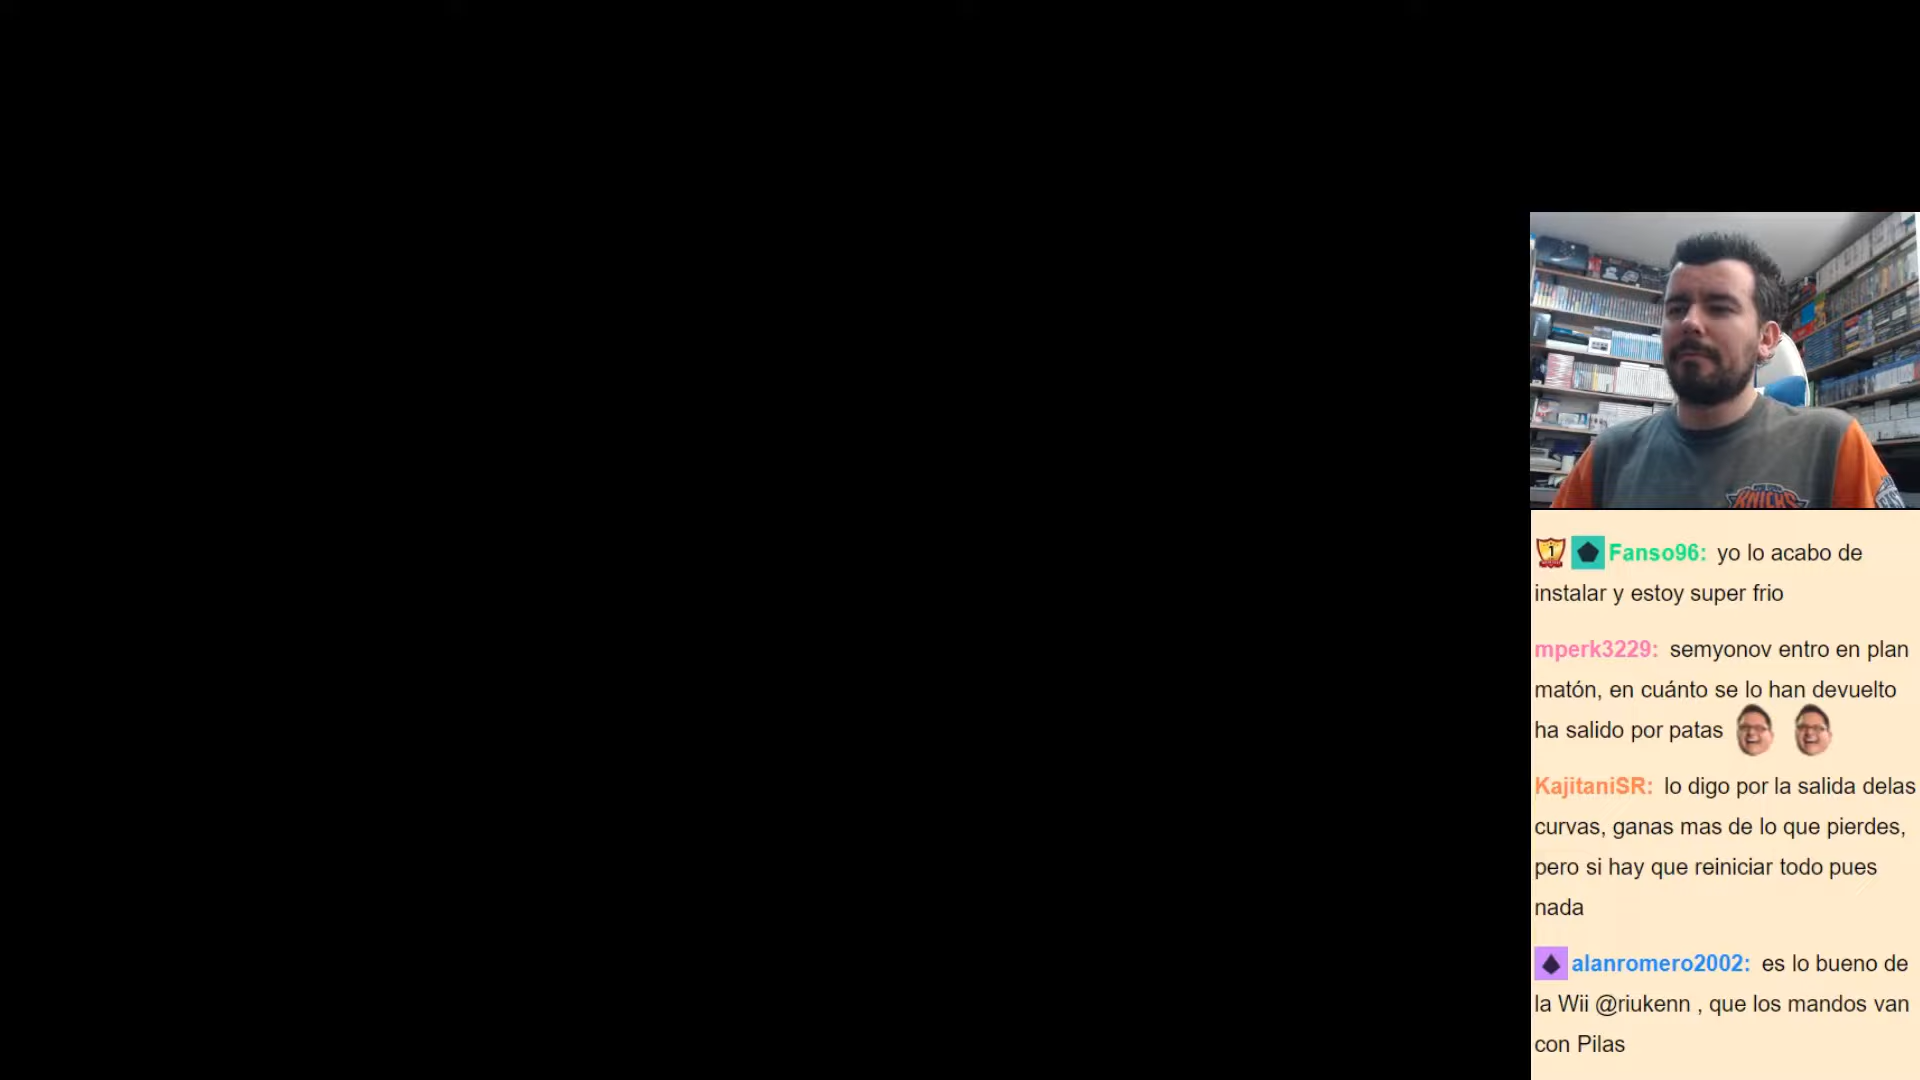 KNICKS
1 Fanso96: yo lo acabo de
instalar y estoy super frio
mperk3229: semyonov entro en plan
matón, en cuánto se lo han devuelto
ha salido por patas
KajitaniSR: lo digo por la salida delas
curvas, ganas mas de lo que pierdes,
pero si hay que reiniciar todo pues
nada
alanromero2002: es lo bueno de
la Wii @riukenn , que los mandos van
con Pilas